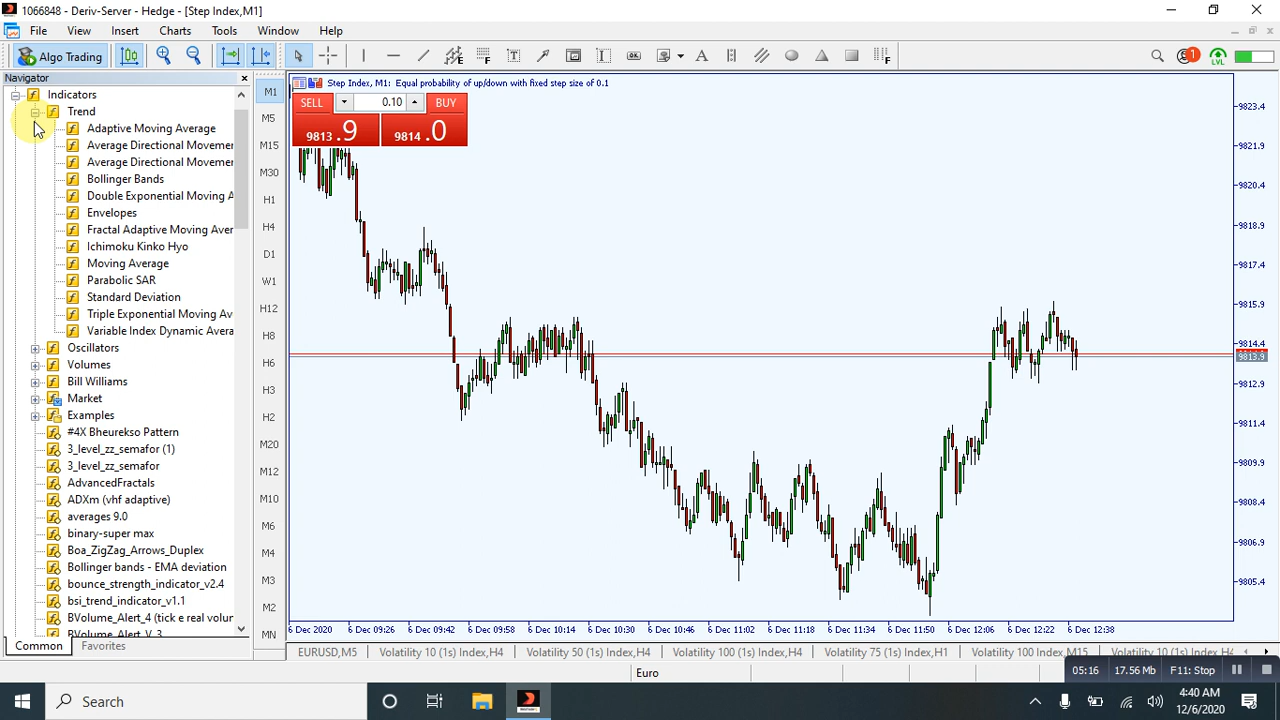 1066848 - Deriv-Server - Hedge - [Step Index,M1]
File View Insert Charts Tools Window Help
Algo Trading E F T A F 1 LVL
Navigator
Indicators
Trend
Adaptive Moving Average
Average Directional Movemen
Average Directional Movemen
Bollinger Bands
Double Exponential Moving A
Envelopes
Fractal Adaptive Moving Aver
Ichimoku Kinko Hyo
Moving Average
Parabolic SAR
Standard Deviation
Triple Exponential Moving Av
Variable Index Dynamic Avera
Oscillators
Volumes
Bill Williams
Market
Examples
#4X Bheurekso Pattern
3_level_zz_semafor (1)
3_level_zz_semafor
AdvancedFractals
ADXm (vhf adaptive)
averages 9.0
binary-super max
Boa_ZigZag_Arrows_Duplex
Bollinger bands - EMA deviation
bounce_strength_indicator_v2.4
bsi_trend_indicator_v1.1
BVolume_Alert_4 (tick e real volun
BVolume_Alert_V_3
Common Favorites
M1
M5
M15
M30
H1
H4
D1
W1
H12
H8
H6
H3
H2
M20
M12
M10
M6
M4
M3
M2
MN
Step Index, M1: Equal probability of up/down with fixed step size of 0.1
SELL 0.10 BUY
9813.9 9814.0
9823.4
9821.9
9820.4
9818.9
9817.4
9815.9
9814.4
9813.9
9812.9
9811.4
9809.9
9808.4
9806.9
9805.4
6 Dec 2020 6 Dec 09:26 6 Dec 09:42 6 Dec 09:58 6 Dec 10:14 6 Dec 10:30 6 Dec 10:46 6 Dec 11:02 6 Dec 11:18 6 Dec 11:34 6 Dec 11:50 6 Dec 12:06 6 Dec 12:22 6 Dec 12:38
EURUSD,M5 Volatility 10 (1s) Index,H4 Volatility 50 (1s) Index,H4 Volatility 100 (1s) Index,H4 Volatility 75 (1s) Index,H1 Volatility 100 Index,M15 Volatility 10 (1s) Index,H4
Euro
05:16 17.56 Mb F11: Stop
Search
4:40 AM
12/6/2020